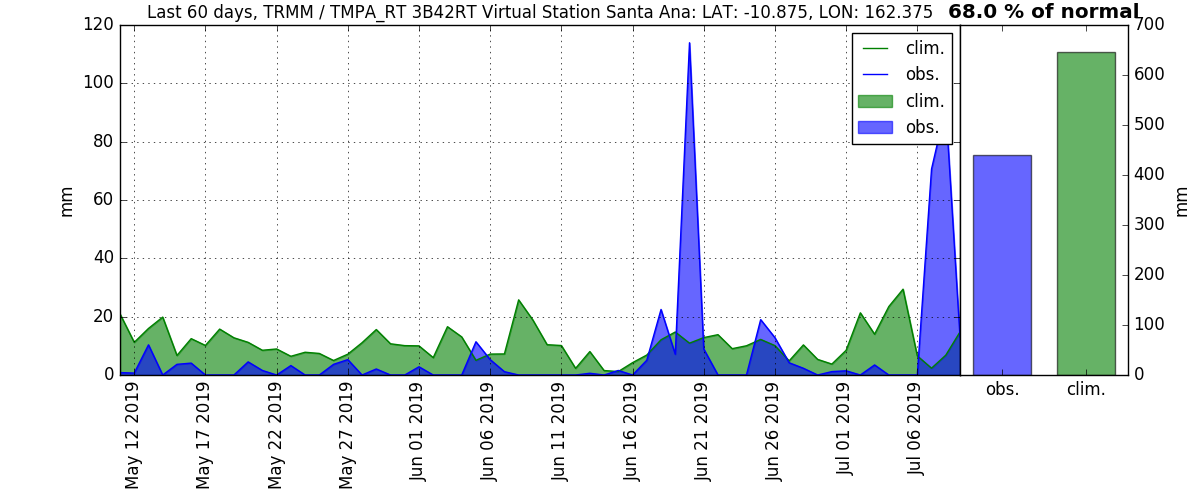 Last 60 days, TRMM / TMPA_RT 3B42RT Virtual Station Santa Ana: LAT: -10.875, LON: 162.375
68.0 % of normal
120
100
80
60
40
20
0
mm
clim.
obs.
clim.
obs.
May 12 2019
May 17 2019
May 22 2019
May 27 2019
Jun 01 2019
Jun 06 2019
Jun 11 2019
Jun 16 2019
Jun 21 2019
Jun 26 2019
Jul 01 2019
Jul 06 2019
700
600
500
400
300
200
100
0
mm
obs.
clim.